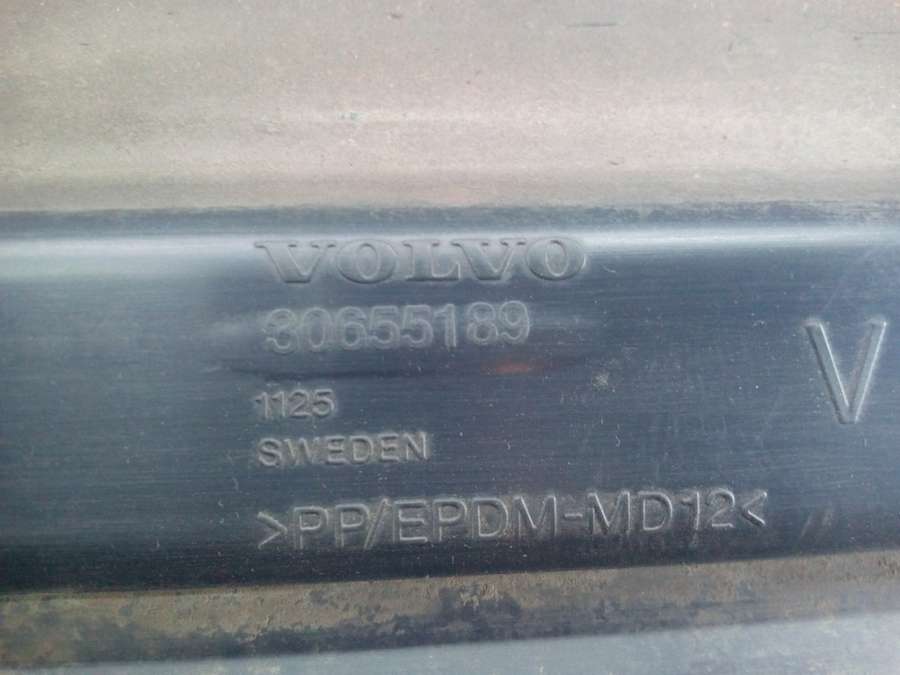 VOLVO
30655189
V
1125
SWEDEN
>PP/EPDM-MD12<